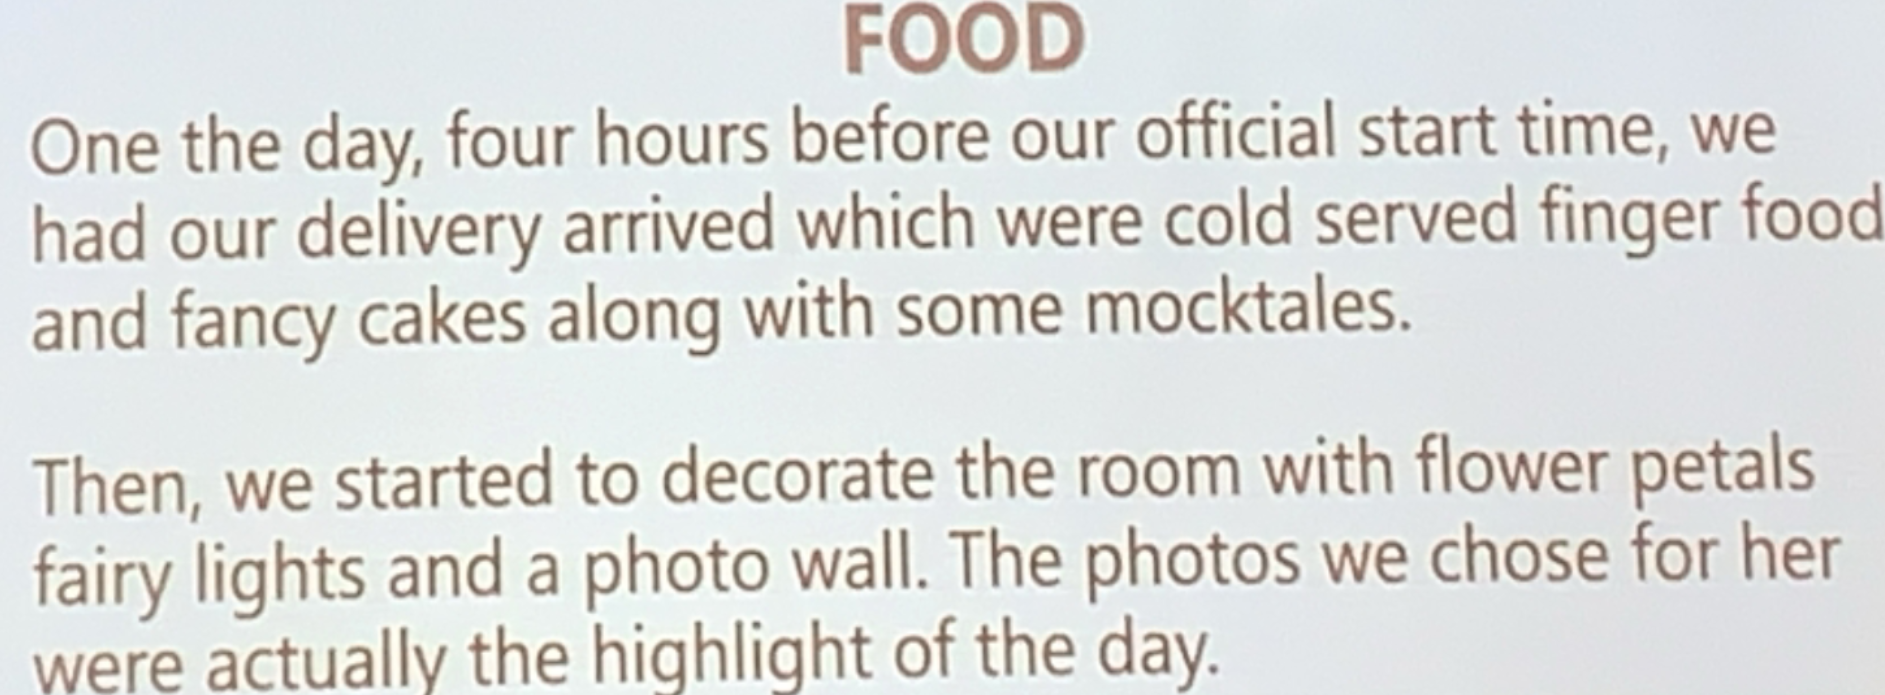 FOOD
One the day, four hours before our official start time, we
had our delivery arrived which were cold served finger food
and fancy cakes along with some mocktales.
Then, we started to decorate the room with flower petals
fairy lights and a photo wall. The photos we chose for her
were actually the highlight of the day.